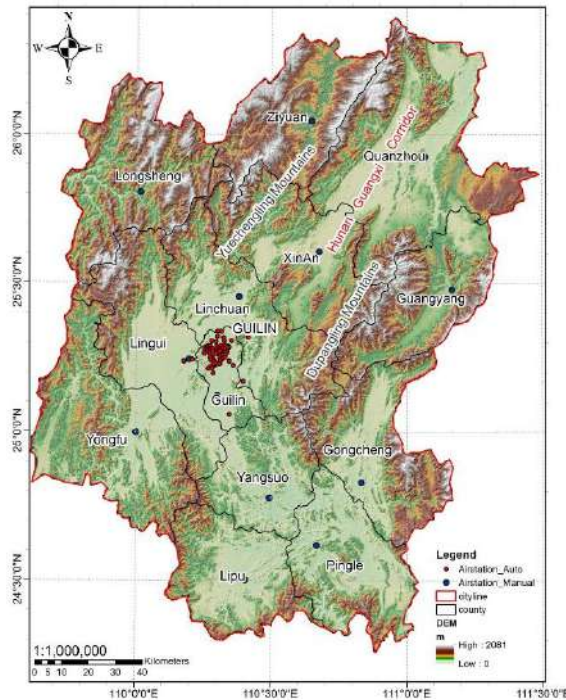 N
W E
S
Ziyuan
Quanzhou
Longsheng
Yuechengling Mountains
Hunan Guangxi Corridor
XinAn
Linchuan
Guangyang
Dupangling Mountains
GUILIN
Lingui
Guilin
Yongfu
Gongcheng
Yangsuo
Lipu
Pingle
26°0'0"N
25°30'0"N
25°0'0"N
24°30'0"N
Legend
Airstation_Auto
Airstation_Manual
cityline
county
DEM
m
High : 2081
Low : 0
1:1,000,000
0 5 10 20 30 40 Kilometers
110°0'0"E 110°30'0"E 111°0'0"E 111°30'0"E